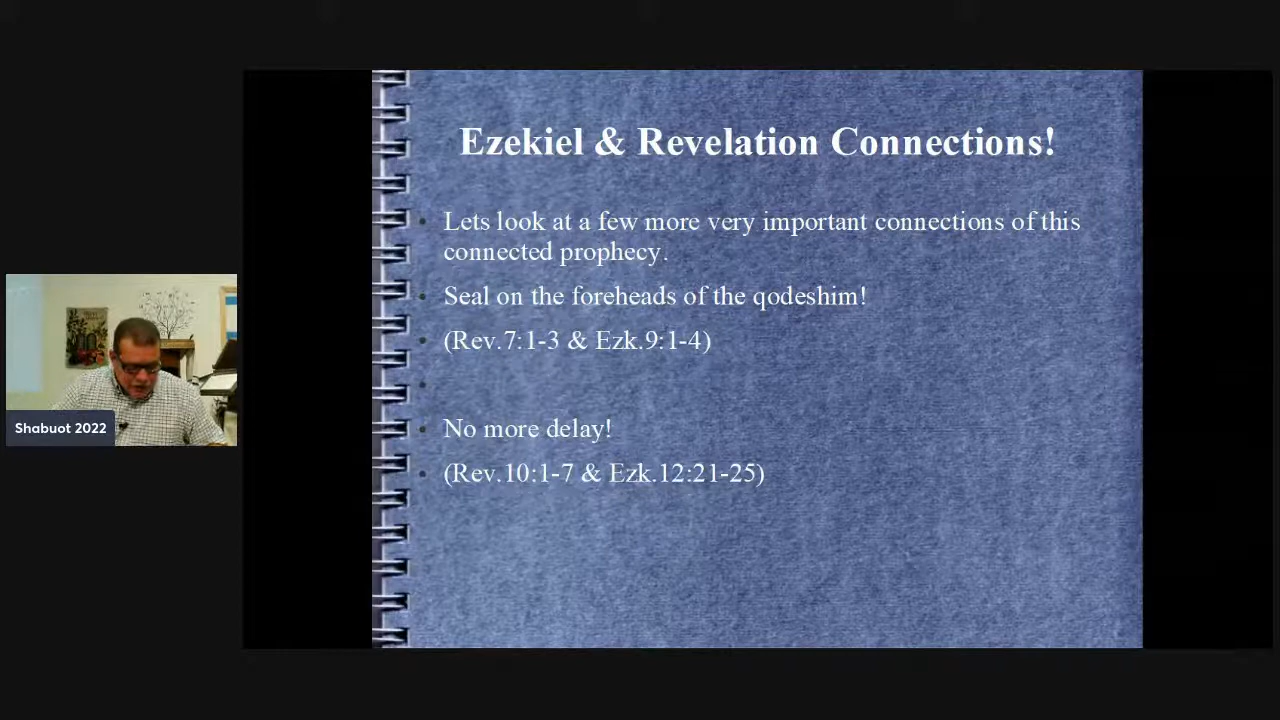 Ezekiel & Revelation Connections!
Lets look at a few more very important connections of this
connected prophecy.
Seal on the foreheads of the qodeshim!
(Rev.7:1-3 & Ezk.9:1-4)
No more delay!
(Rev.10:1-7 & Ezk.12:21-25)
Shabuot 2022